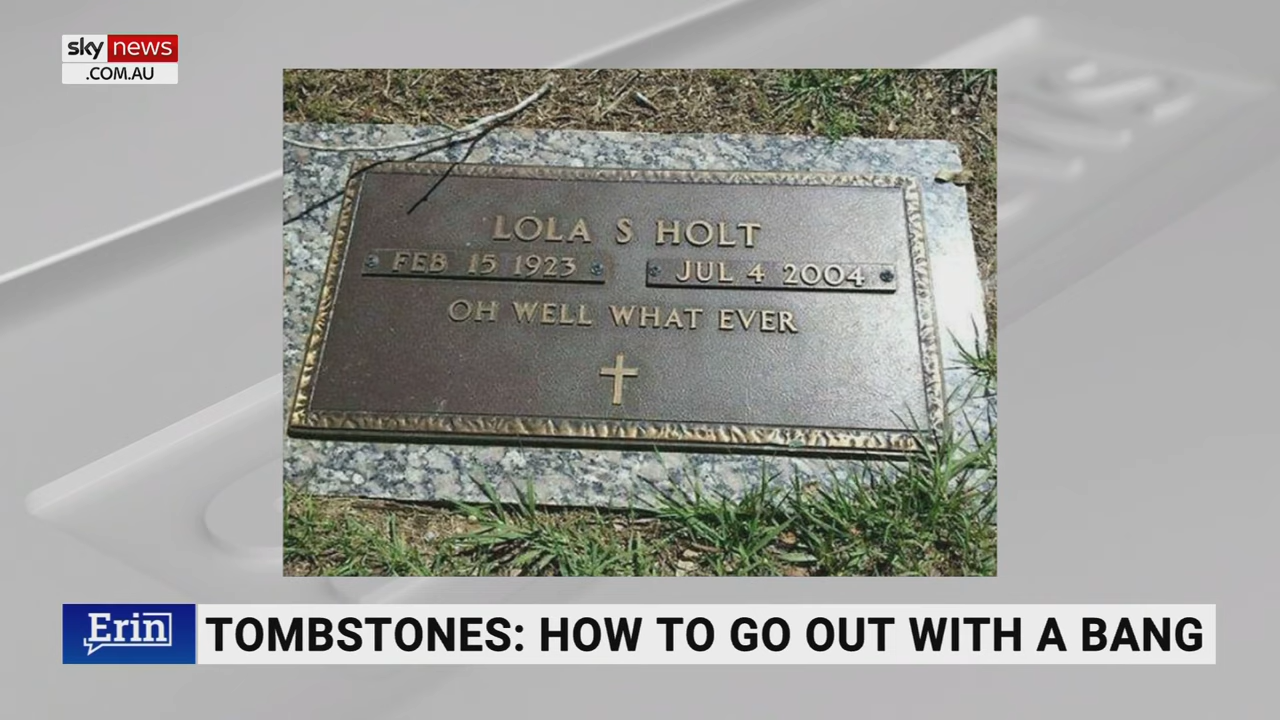 sky news
.COM.AU
LOLA S HOLT
FEB 15 1923 JUL 4 2004
OH WELL WHAT EVER
Erin TOMBSTONES: HOW TO GO OUT WITH A BANG